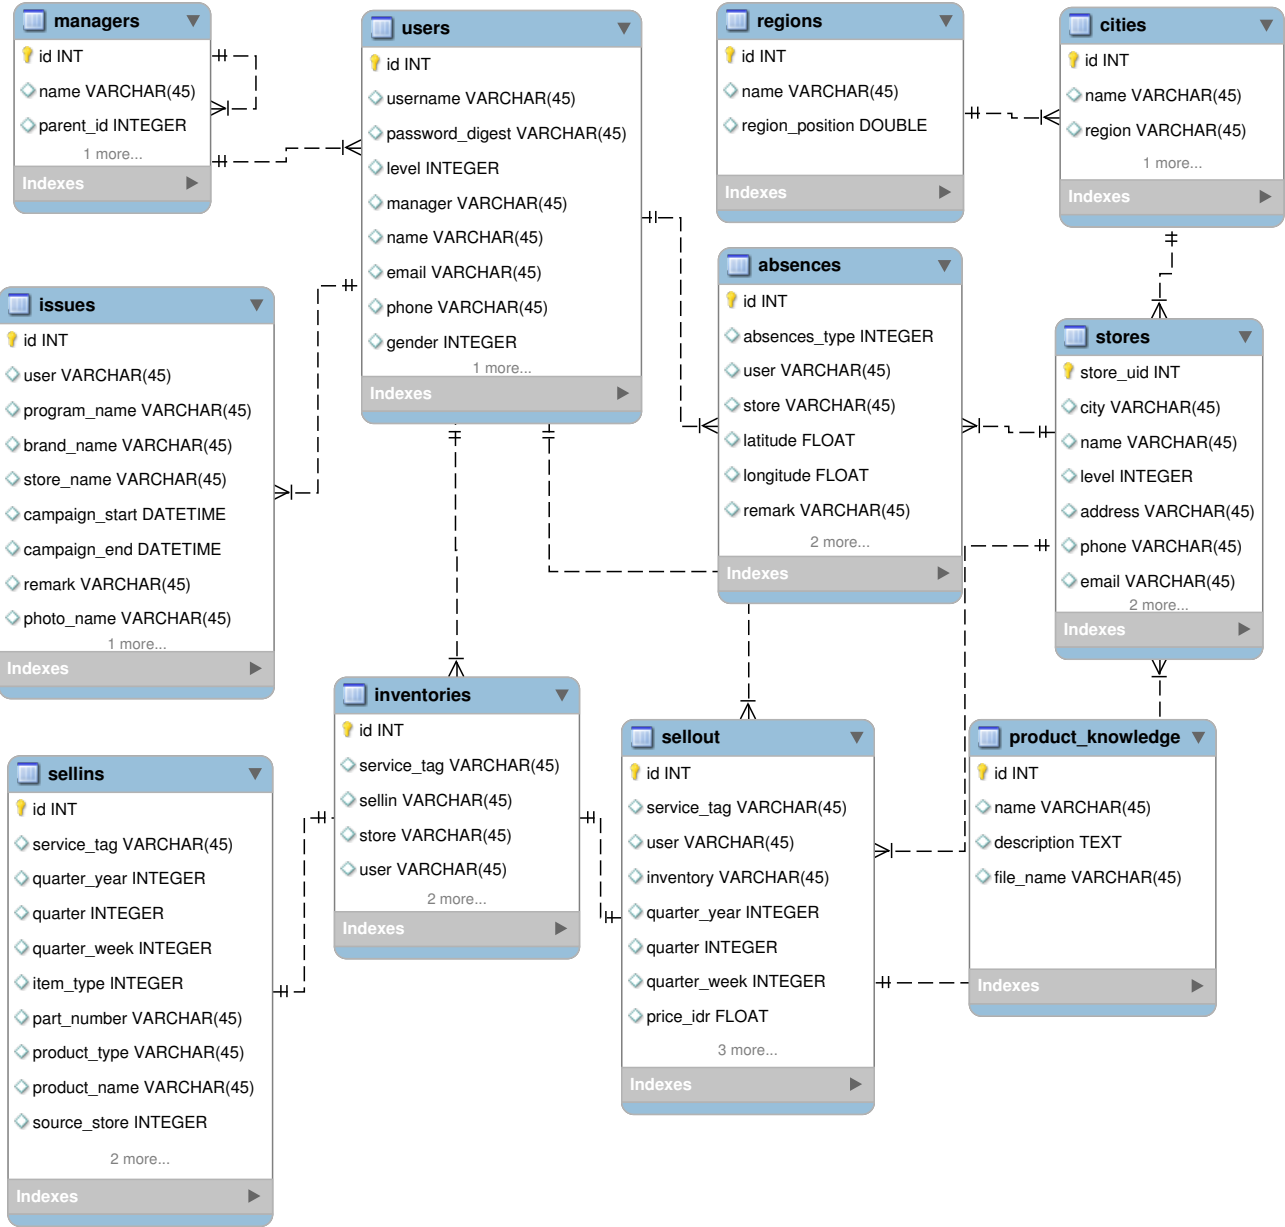 managers
id INT
name VARCHAR(45)
parent_id INTEGER
1 more...
Indexes
users
id INT
username VARCHAR(45)
password_digest VARCHAR(45)
level INTEGER
manager VARCHAR(45)
name VARCHAR(45)
email VARCHAR(45)
phone VARCHAR(45)
gender INTEGER
1 more...
Indexes
regions
id INT
name VARCHAR(45)
region_position DOUBLE
Indexes
cities
id INT
name VARCHAR(45)
region VARCHAR(45)
1 more...
Indexes
issues
id INT
user VARCHAR(45)
program_name VARCHAR(45)
brand_name VARCHAR(45)
store_name VARCHAR(45)
campaign_start DATETIME
campaign_end DATETIME
remark VARCHAR(45)
photo_name VARCHAR(45)
1 more...
Indexes
absences
id INT
absences_type INTEGER
user VARCHAR(45)
store VARCHAR(45)
latitude FLOAT
longitude FLOAT
remark VARCHAR(45)
2 more...
Indexes
stores
store_uid INT
city VARCHAR(45)
name VARCHAR(45)
level INTEGER
address VARCHAR(45)
phone VARCHAR(45)
email VARCHAR(45)
2 more...
Indexes
sellins
id INT
service_tag VARCHAR(45)
quarter_year INTEGER
quarter INTEGER
quarter_week INTEGER
item_type INTEGER
part_number VARCHAR(45)
product_type VARCHAR(45)
product_name VARCHAR(45)
source_store INTEGER
2 more...
Indexes
inventories
id INT
service_tag VARCHAR(45)
sellin VARCHAR(45)
store VARCHAR(45)
user VARCHAR(45)
2 more...
Indexes
sellout
id INT
service_tag VARCHAR(45)
user VARCHAR(45)
inventory VARCHAR(45)
quarter_year INTEGER
quarter INTEGER
quarter_week INTEGER
price_idr FLOAT
3 more...
Indexes
product_knowledge
id INT
name VARCHAR(45)
description TEXT
file_name VARCHAR(45)
Indexes